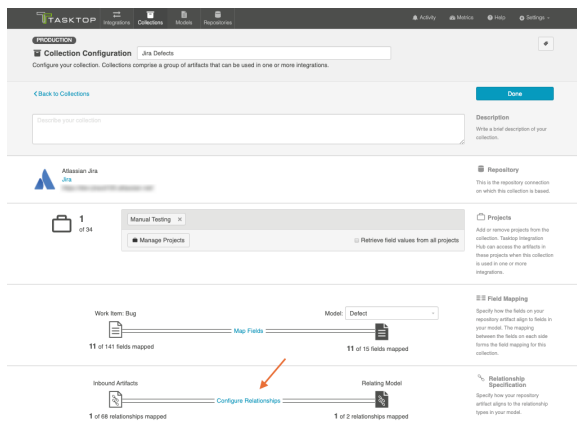 TASKTOP
Integrations
Collections
Models
Repositories
Activity
Metrics
Help
Settings
PRODUCTION
Collection Configuration
Jira Defects
Configure your collection. Collections comprise a group of artifacts that can be used in one or more integrations.
Back to Collections
Done
Describe your collection
Description
Write a brief description of your
collection.
Atlassian Jira
Jira
Repository
This is the repository connection
on which this collection is based.
1
of 34
Manual Testing ×
Manage Projects
Retrieve field values from all projects
Projects
Add or remove projects from the
collection. Tasktop Integration
Hub can access the artifacts in
these projects when this collection
is used in one or more
integrations.
Work Item: Bug
Model: Defect
Map Fields
11 of 141 fields mapped
11 of 15 fields mapped
Field Mapping
Specify how the fields on your
repository artifact align to fields in
your model. The mapping
between the fields on each side
forms the field mapping for this
collection.
Inbound Artifacts
Relating Model
Configure Relationships
1 of 66 relationships mapped
1 of 2 relationships mapped
Relationship
Specification
Specify how your repository
artifact aligns to the relationship
types in your model.